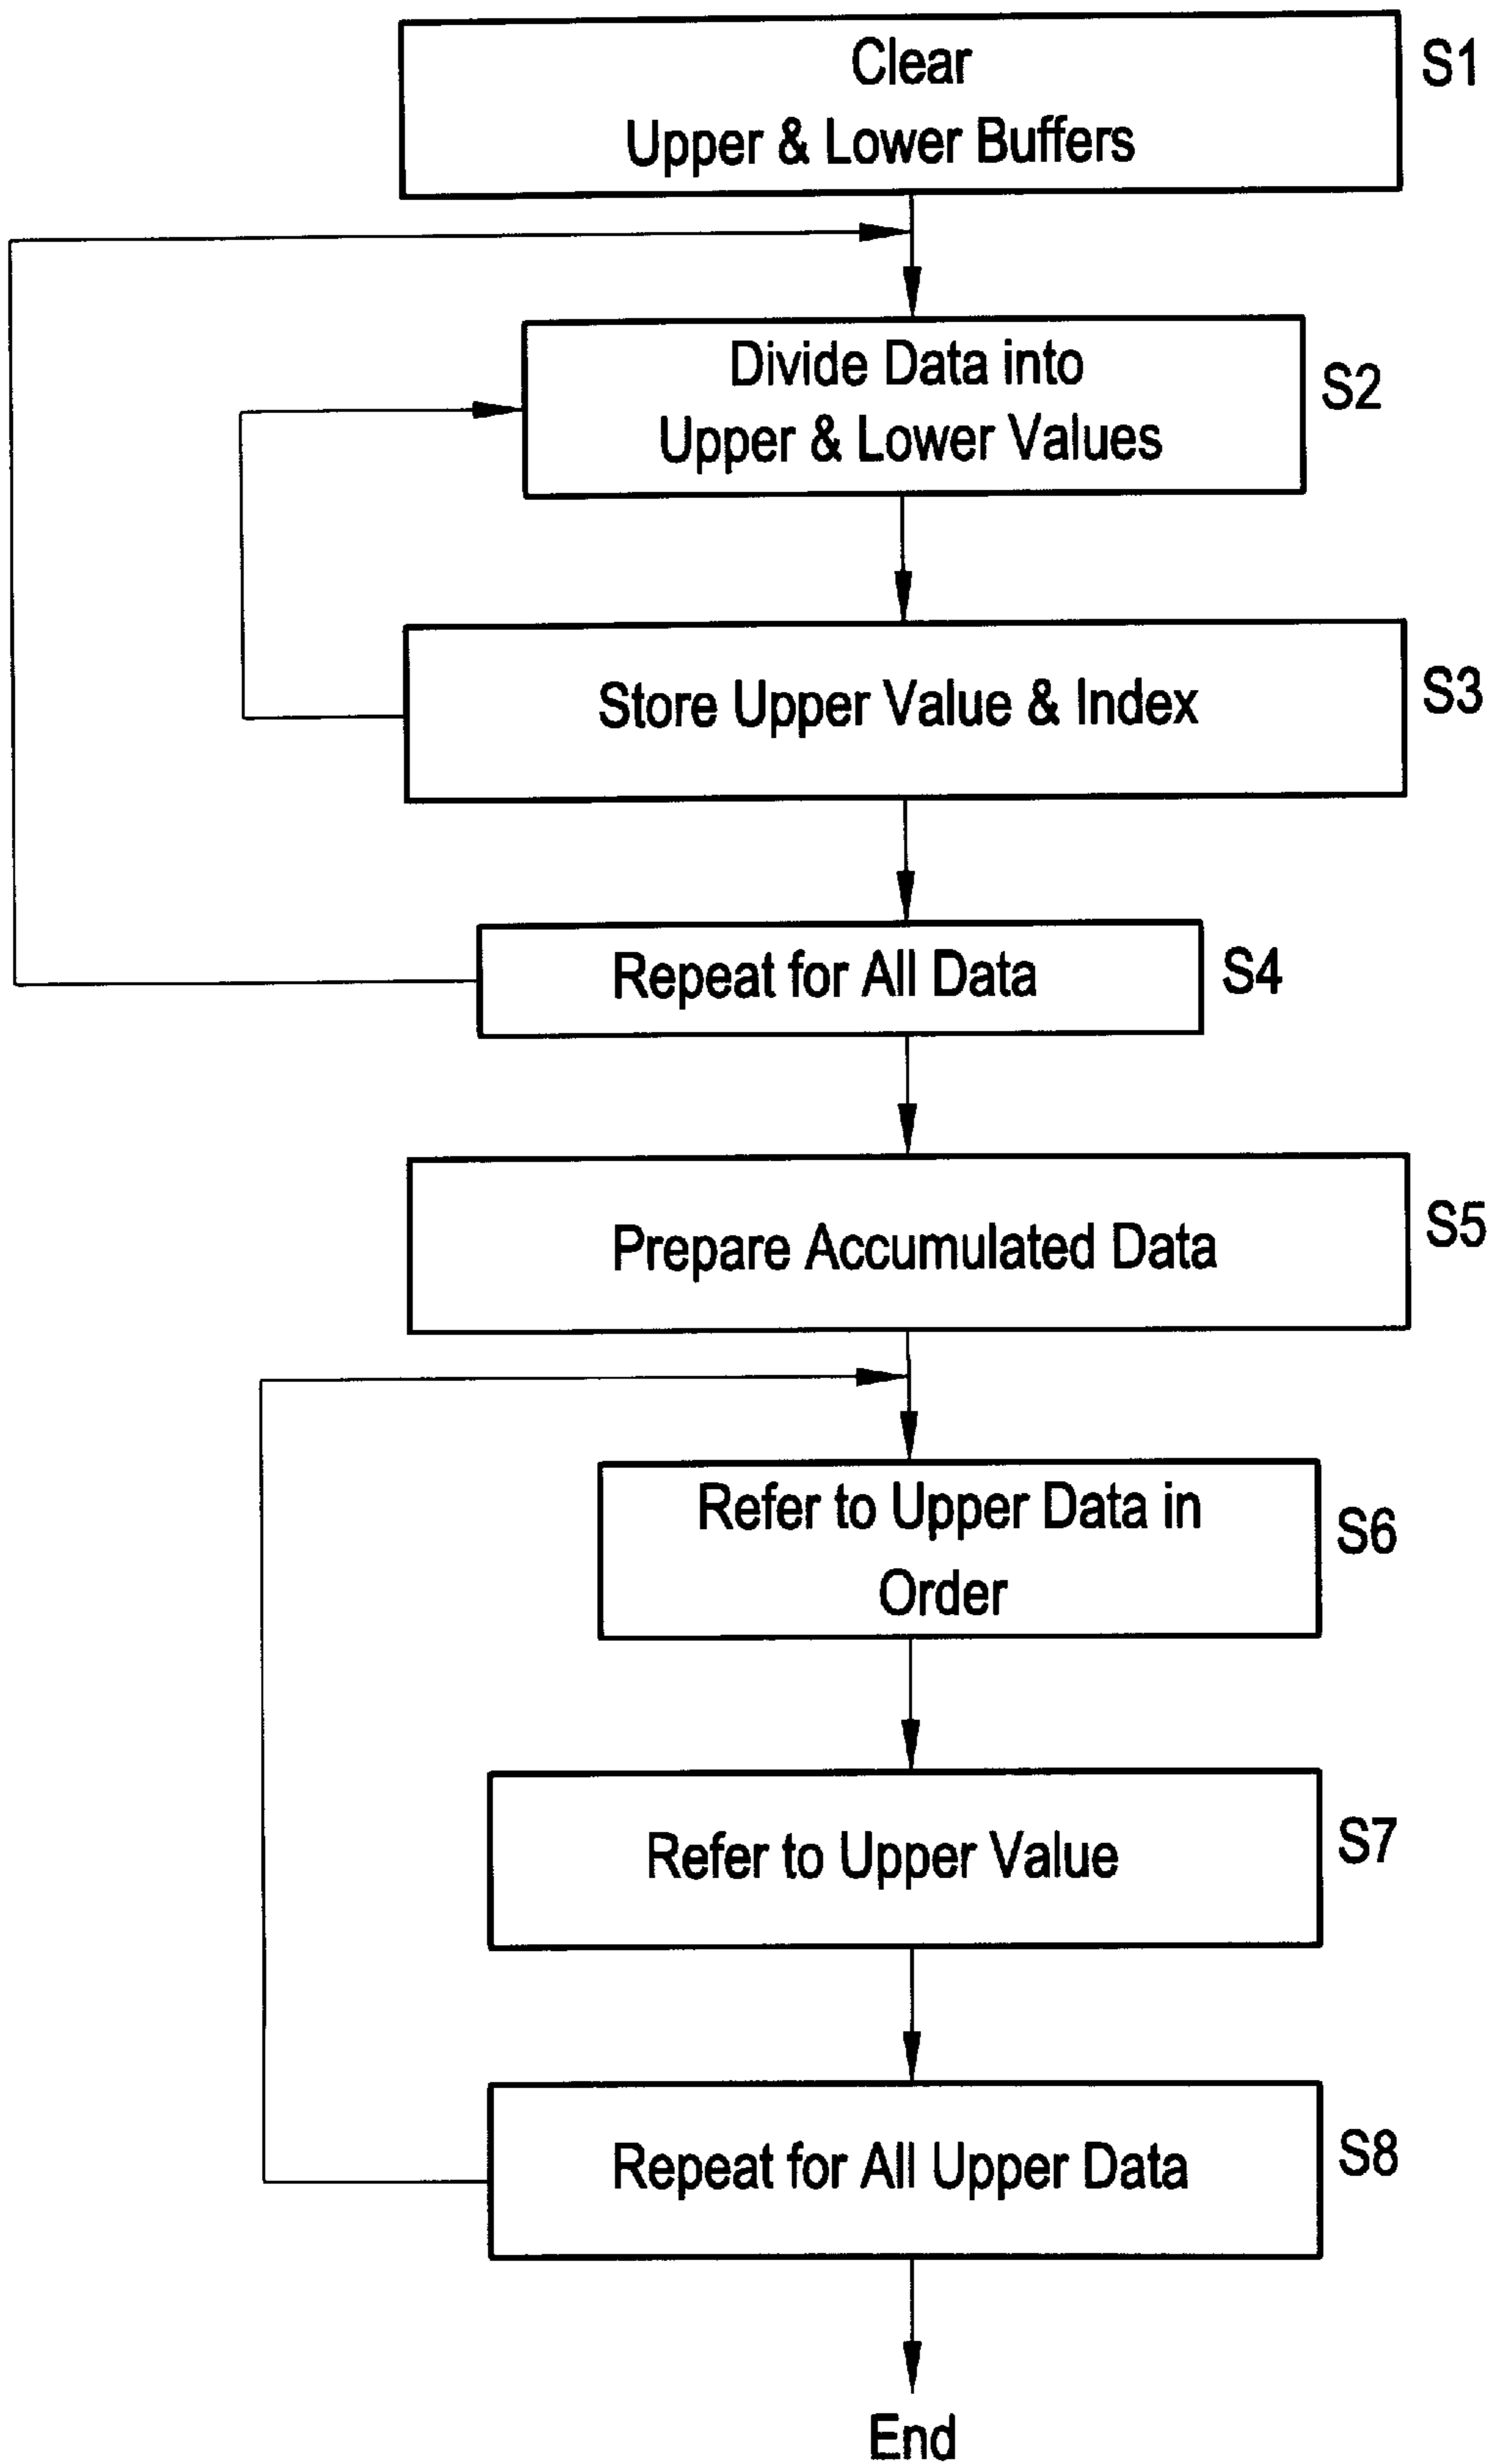 Clear
Upper & Lower Buffers
S1
Divide Data into
Upper & Lower Values
S2
Store Upper Value & Index
S3
Repeat for All Data
S4
Prepare Accumulated Data
S5
Refer to Upper Data in
Order
S6
Refer to Upper Value
S7
Repeat for All Upper Data
S8
End